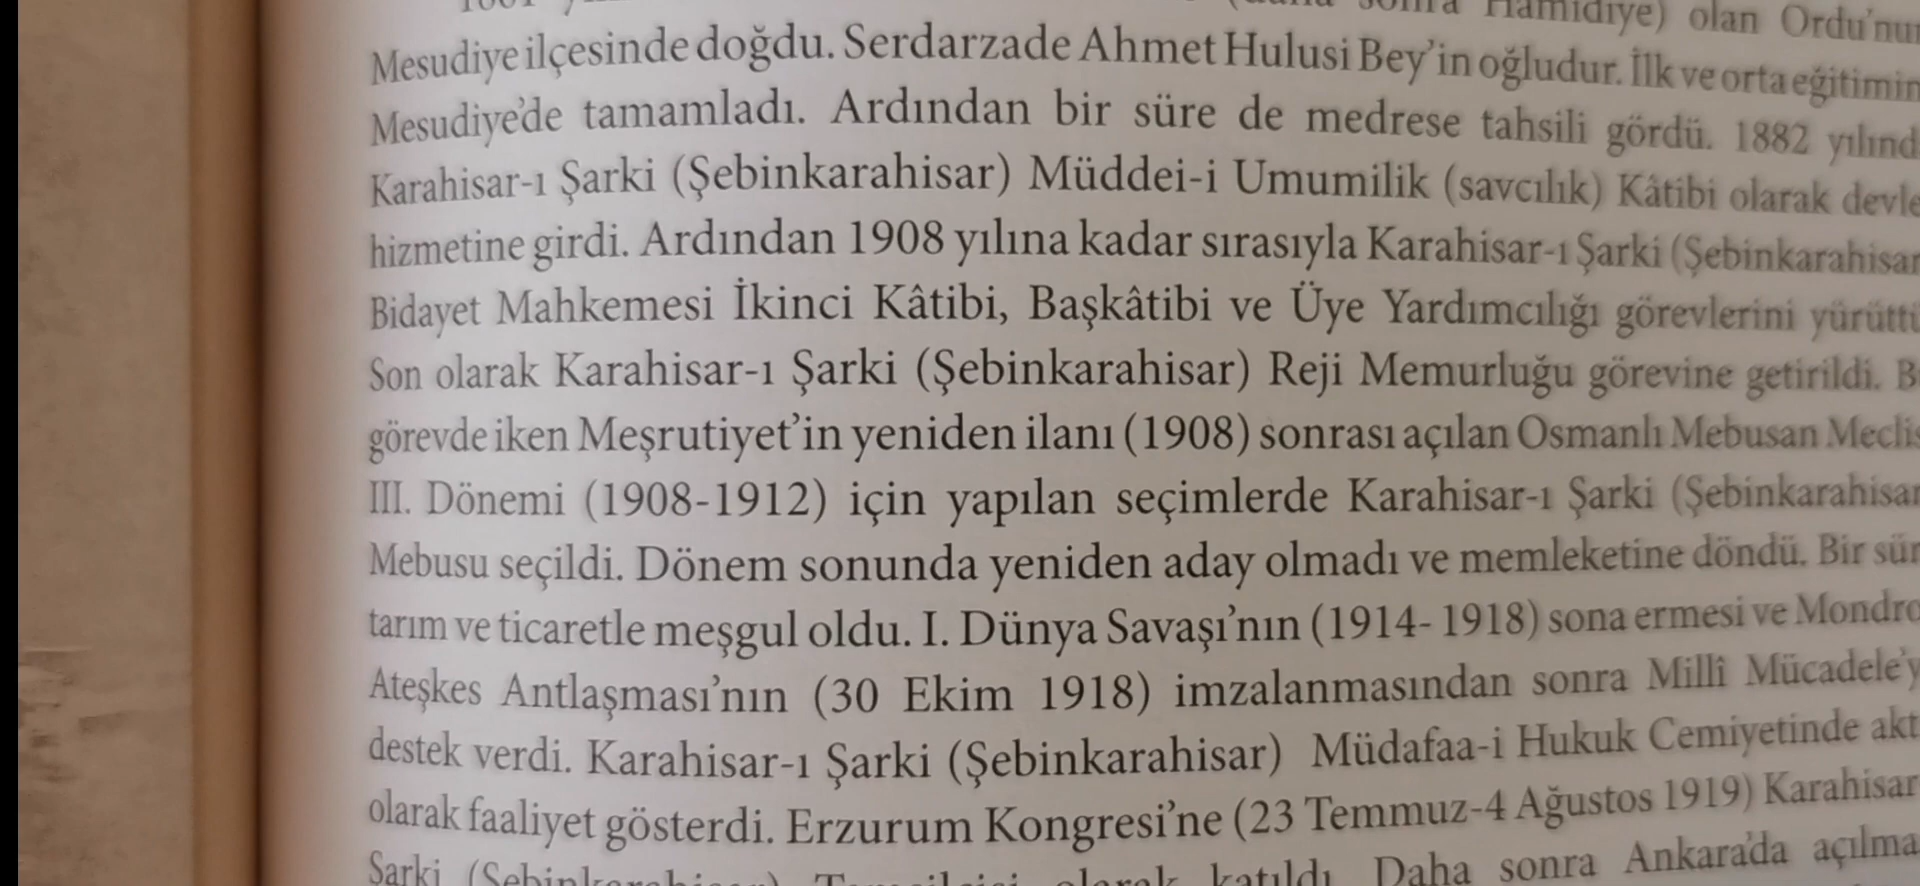 (daha sonra Hamidiye) olan Ordu'nun
Mesudiye ilçesinde doğdu. Serdarzade Ahmet Hulusi Bey'in oğludur. İlk ve orta eğitimin
Mesudiye'de tamamladı. Ardından bir süre de medrese tahsili gördü. 1882 yılınd
Karahisar-ı Şarki (Şebinkarahisar) Müddei-i Umumilik (savcılık) Kâtibi olarak devle
hizmetine girdi. Ardından 1908 yılına kadar sırasıyla Karahisar-ı Şarki (Şebinkarahisar
Bidayet Mahkemesi İkinci Kâtibi, Başkâtibi ve Üye Yardımcılığı görevlerini yürüttü
Son olarak Karahisar-ı Şarki (Şebinkarahisar) Reji Memurluğu görevine getirildi. B
görevde iken Meşrutiyet'in yeniden ilanı (1908) sonrası açılan Osmanlı Mebusan Meclis
III. Dönemi (1908-1912) için yapılan seçimlerde Karahisar-ı Şarki (Şebinkarahisar
Mebusu seçildi. Dönem sonunda yeniden aday olmadı ve memleketine döndü. Bir sür
tarım ve ticaretle meşgul oldu. I. Dünya Savaşı'nın (1914- 1918) sona ermesi ve Mondro
Ateşkes Antlaşması'nın (30 Ekim 1918) imzalanmasından sonra Millî Mücadele'y
destek verdi. Karahisar-ı Şarki (Şebinkarahisar) Müdafaa-i Hukuk Cemiyetinde akt
olarak faaliyet gösterdi. Erzurum Kongresi'ne (23 Temmuz-4 Ağustos 1919) Karahisar
Şarki (Şebinkarahisar) Temsilcisi olarak katıldı. Daha sonra Ankara'da açılma